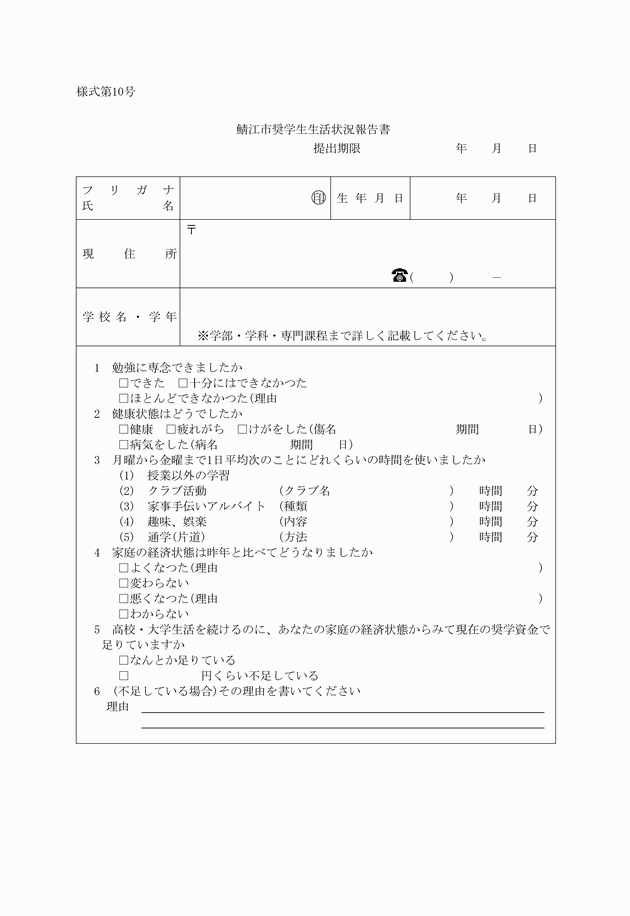 様式第10号
鯖江市奨学生生活状況報告書
提出期限 年 月 日
フリガナ
氏名 ㊞ 生年月日 年 月 日
現住所 〒
☎( ) ―
学校名・学年
※学部・学科・専門課程まで詳しく記載してください。
1 勉強に専念できましたか
□できた □十分にはできなかつた
□ほとんどできなかつた(理由 )
2 健康状態はどうでしたか
□健康 □疲れがち □けがをした(傷名 期間 日)
□病気をした(病名 期間 日)
3 月曜から金曜まで1日平均次のことにどれくらいの時間を使いましたか
(1) 授業以外の学習
(2) クラブ活動 (クラブ名 ) 時間 分
(3) 家事手伝いアルバイト (種類 ) 時間 分
(4) 趣味、娯楽 (内容 ) 時間 分
(5) 通学(片道) (方法 ) 時間 分
4 家庭の経済状態は昨年と比べてどうなりましたか
□よくなつた(理由 )
□変わらない
□悪くなつた(理由 )
□わからない
5 高校・大学生活を続けるのに、あなたの家庭の経済状態からみて現在の奨学資金で
足りていますか
□なんとか足りている
□ 円くらい不足している
6 (不足している場合)その理由を書いてください
理由